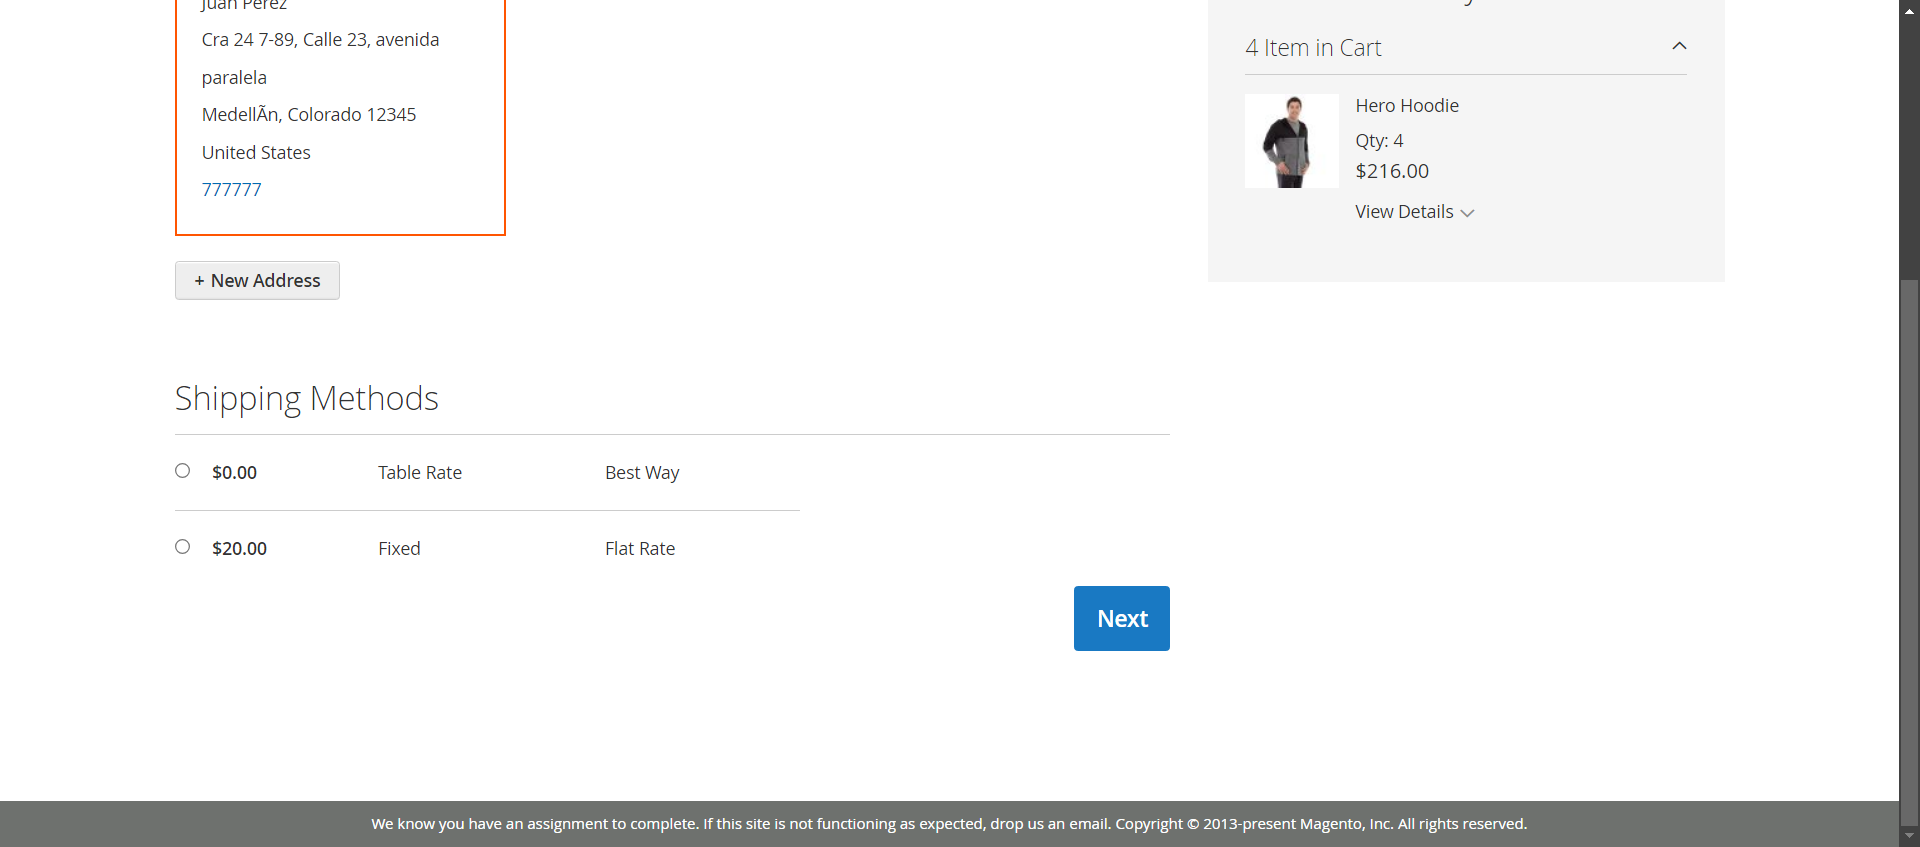 Juan Perez
Cra 24 7-89, Calle 23, avenida
paralela
MedellÃn, Colorado 12345
United States
777777
+ New Address
4 Item in Cart
Hero Hoodie
Qty: 4
$216.00
View Details
Shipping Methods
$0.00 Table Rate Best Way
$20.00 Fixed Flat Rate
Next
We know you have an assignment to complete. If this site is not functioning as expected, drop us an email. Copyright © 2013-present Magento, Inc. All rights reserved.